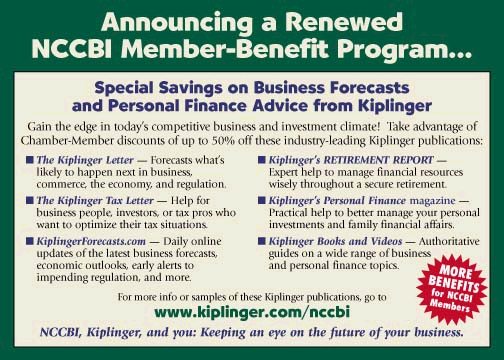 Announcing a Renewed
NCCBI Member-Benefit Program...
Special Savings on Business Forecasts
and Personal Finance Advice from Kiplinger
Gain the edge in today's competitive business and investment climate! Take advantage of
Chamber-Member discounts of up to 50% off these industry-leading Kiplinger publications:
■ The Kiplinger Letter — Forecasts what's
likely to happen next in business,
commerce, the economy, and regulation.
■ The Kiplinger Tax Letter — Help for
business people, investors, or tax pros who
want to optimize their tax situations.
■ KiplingerForecasts.com — Daily online
updates of the latest business forecasts,
economic outlooks, early alerts to
impending regulation, and more.
■ Kiplinger's RETIREMENT REPORT —
Expert help to manage financial resources
wisely throughout a secure retirement.
■ Kiplinger's Personal Finance magazine —
Practical help to better manage your personal
investments and family financial affairs.
■ Kiplinger Books and Videos — Authoritative
guides on a wide range of business
and personal finance topics.
MORE
BENEFITS
for NCCBI
Members
For more info or samples of these Kiplinger publications, go to
www.kiplinger.com/nccbi
NCCBI, Kiplinger, and you: Keeping an eye on the future of your business.